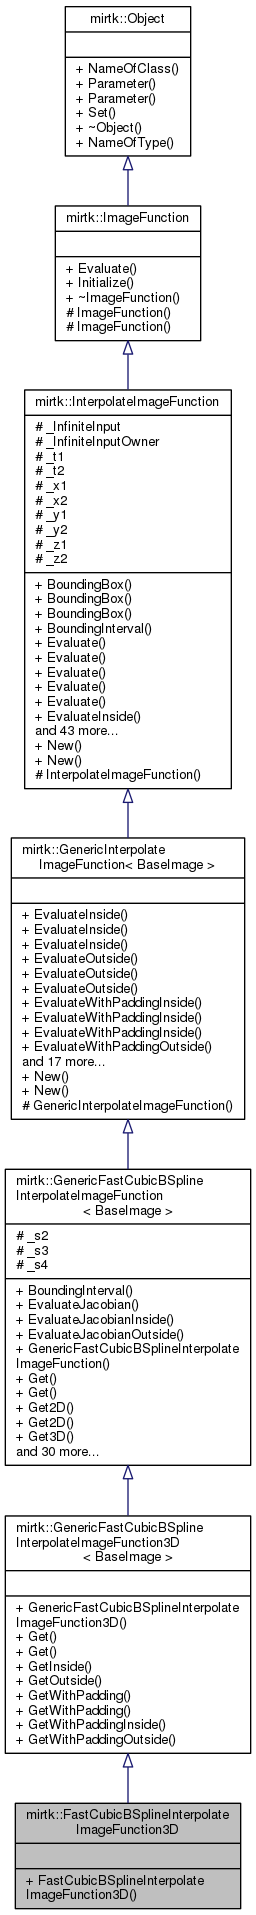 mirtk::Object
+ NameOfClass()
+ Parameter()
+ Parameter()
+ Set()
+ ~Object()
+ NameOfType()
mirtk::ImageFunction
+ Evaluate()
+ Initialize()
+ ~ImageFunction()
# ImageFunction()
# ImageFunction()
mirtk::InterpolateImageFunction
# _InfiniteInput
# _InfiniteInputOwner
# _t1
# _t2
# _x1
# _x2
# _y1
# _y2
# _z1
# _z2
+ BoundingBox()
+ BoundingBox()
+ BoundingBox()
+ BoundingInterval()
+ Evaluate()
+ Evaluate()
+ Evaluate()
+ Evaluate()
+ Evaluate()
+ EvaluateInside()
and 43 more...
+ New()
+ New()
# InterpolateImageFunction()
mirtk::GenericInterpolate
ImageFunction< BaseImage >
+ EvaluateInside()
+ EvaluateInside()
+ EvaluateInside()
+ EvaluateOutside()
+ EvaluateOutside()
+ EvaluateOutside()
+ EvaluateWithPaddingInside()
+ EvaluateWithPaddingInside()
+ EvaluateWithPaddingInside()
+ EvaluateWithPaddingOutside()
and 17 more...
+ New()
+ New()
# GenericInterpolateImageFunction()
mirtk::GenericFastCubicBSpline
InterpolateImageFunction
< BaseImage >
# _s2
# _s3
# _s4
+ BoundingInterval()
+ EvaluateJacobian()
+ EvaluateJacobianInside()
+ EvaluateJacobianOutside()
+ GenericFastCubicBSplineInterpolate
ImageFunction()
+ Get()
+ Get()
+ Get2D()
+ Get2D()
+ Get3D()
and 30 more...
mirtk::GenericFastCubicBSpline
InterpolateImageFunction3D
< BaseImage >
+ GenericFastCubicBSplineInterpolate
ImageFunction3D()
+ Get()
+ Get()
+ GetInside()
+ GetOutside()
+ GetWithPadding()
+ GetWithPadding()
+ GetWithPaddingInside()
+ GetWithPaddingOutside()
mirtk::FastCubicBSplineInterpolate
ImageFunction3D
+ FastCubicBSplineInterpolate
ImageFunction3D()